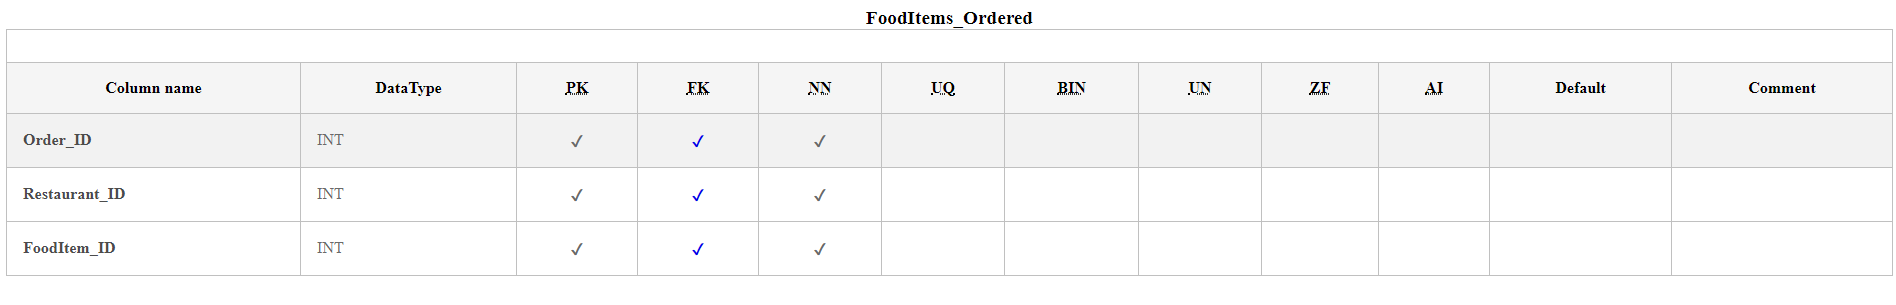 FoodItems_Ordered
Column name DataType PK FK NN UQ BIN UN ZF AI Default Comment
Order_ID INT ✓ ✓ ✓
Restaurant_ID INT ✓ ✓ ✓
FoodItem_ID INT ✓ ✓ ✓